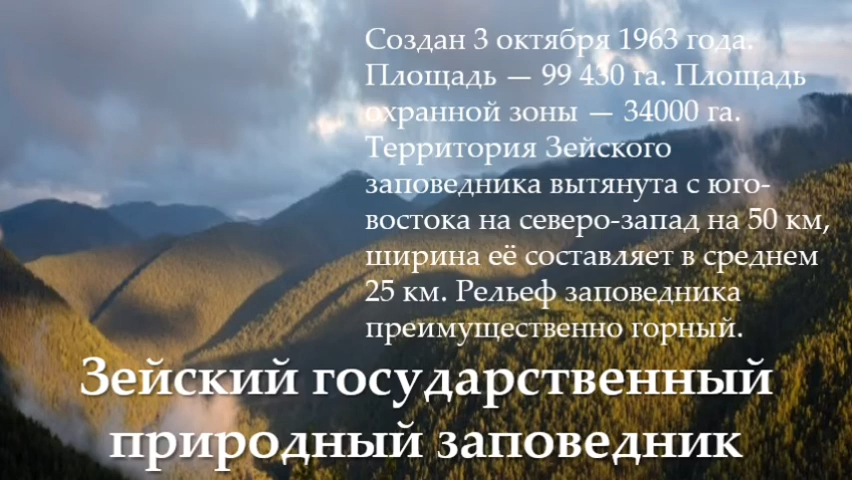 Создан 3 октября 1963 года.
Площадь — 99 430 га. Площадь
охранной зоны — 34000 га.
Территория Зейского
заповедника вытянута с юго-
востока на северо-запад на 50 км,
ширина её составляет в среднем
25 км. Рельеф заповедника
преимущественно горный.
Зейский государственный
природный заповедник